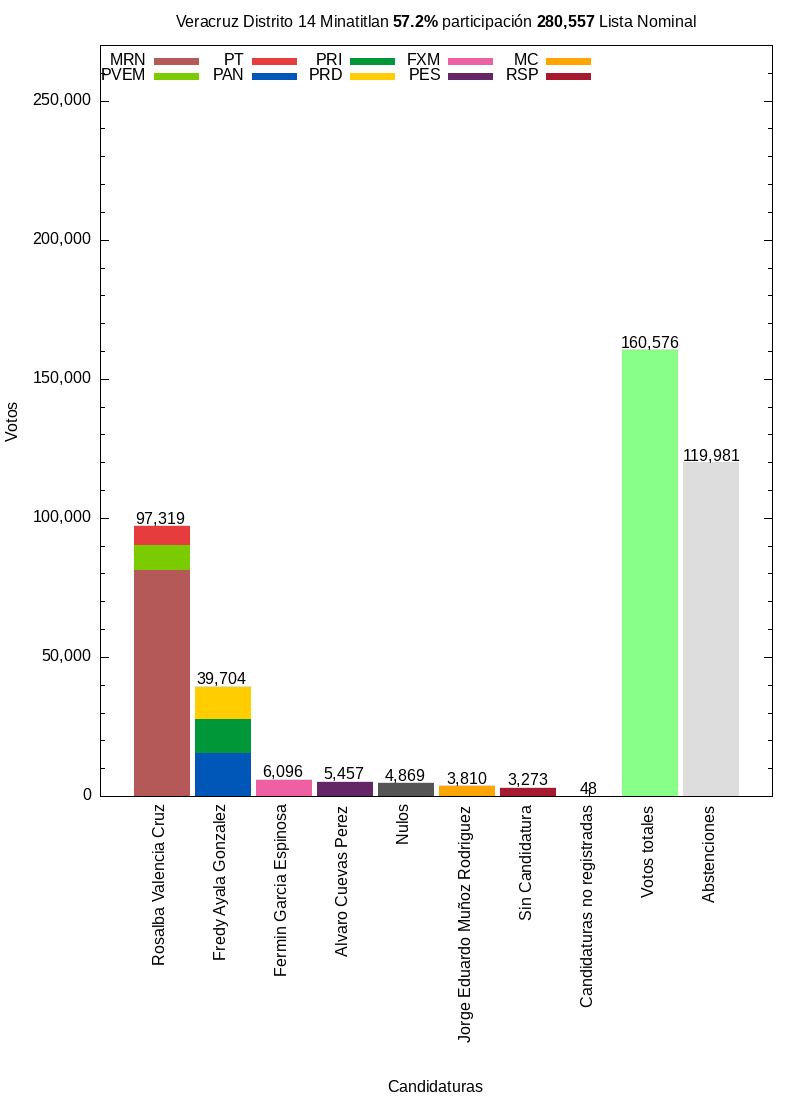 Veracruz Distrito 14 Minatitlan 57.2% participación 280,557 Lista Nominal
MRN PT PRI FXM MC
PVEM PAN PRD PES RSP
250,000
200,000
150,000
100,000
50,000
0
Votos
160,576
119,981
97,319
39,704
6,096
5,457
4,869
3,810
3,273
48
Rosalba Valencia Cruz
Fredy Ayala Gonzalez
Fermin Garcia Espinosa
Alvaro Cuevas Perez
Nulos
Jorge Eduardo Muñoz Rodriguez
Sin Candidatura
Candidaturas no registradas
Votos totales
Abstenciones
Candidaturas